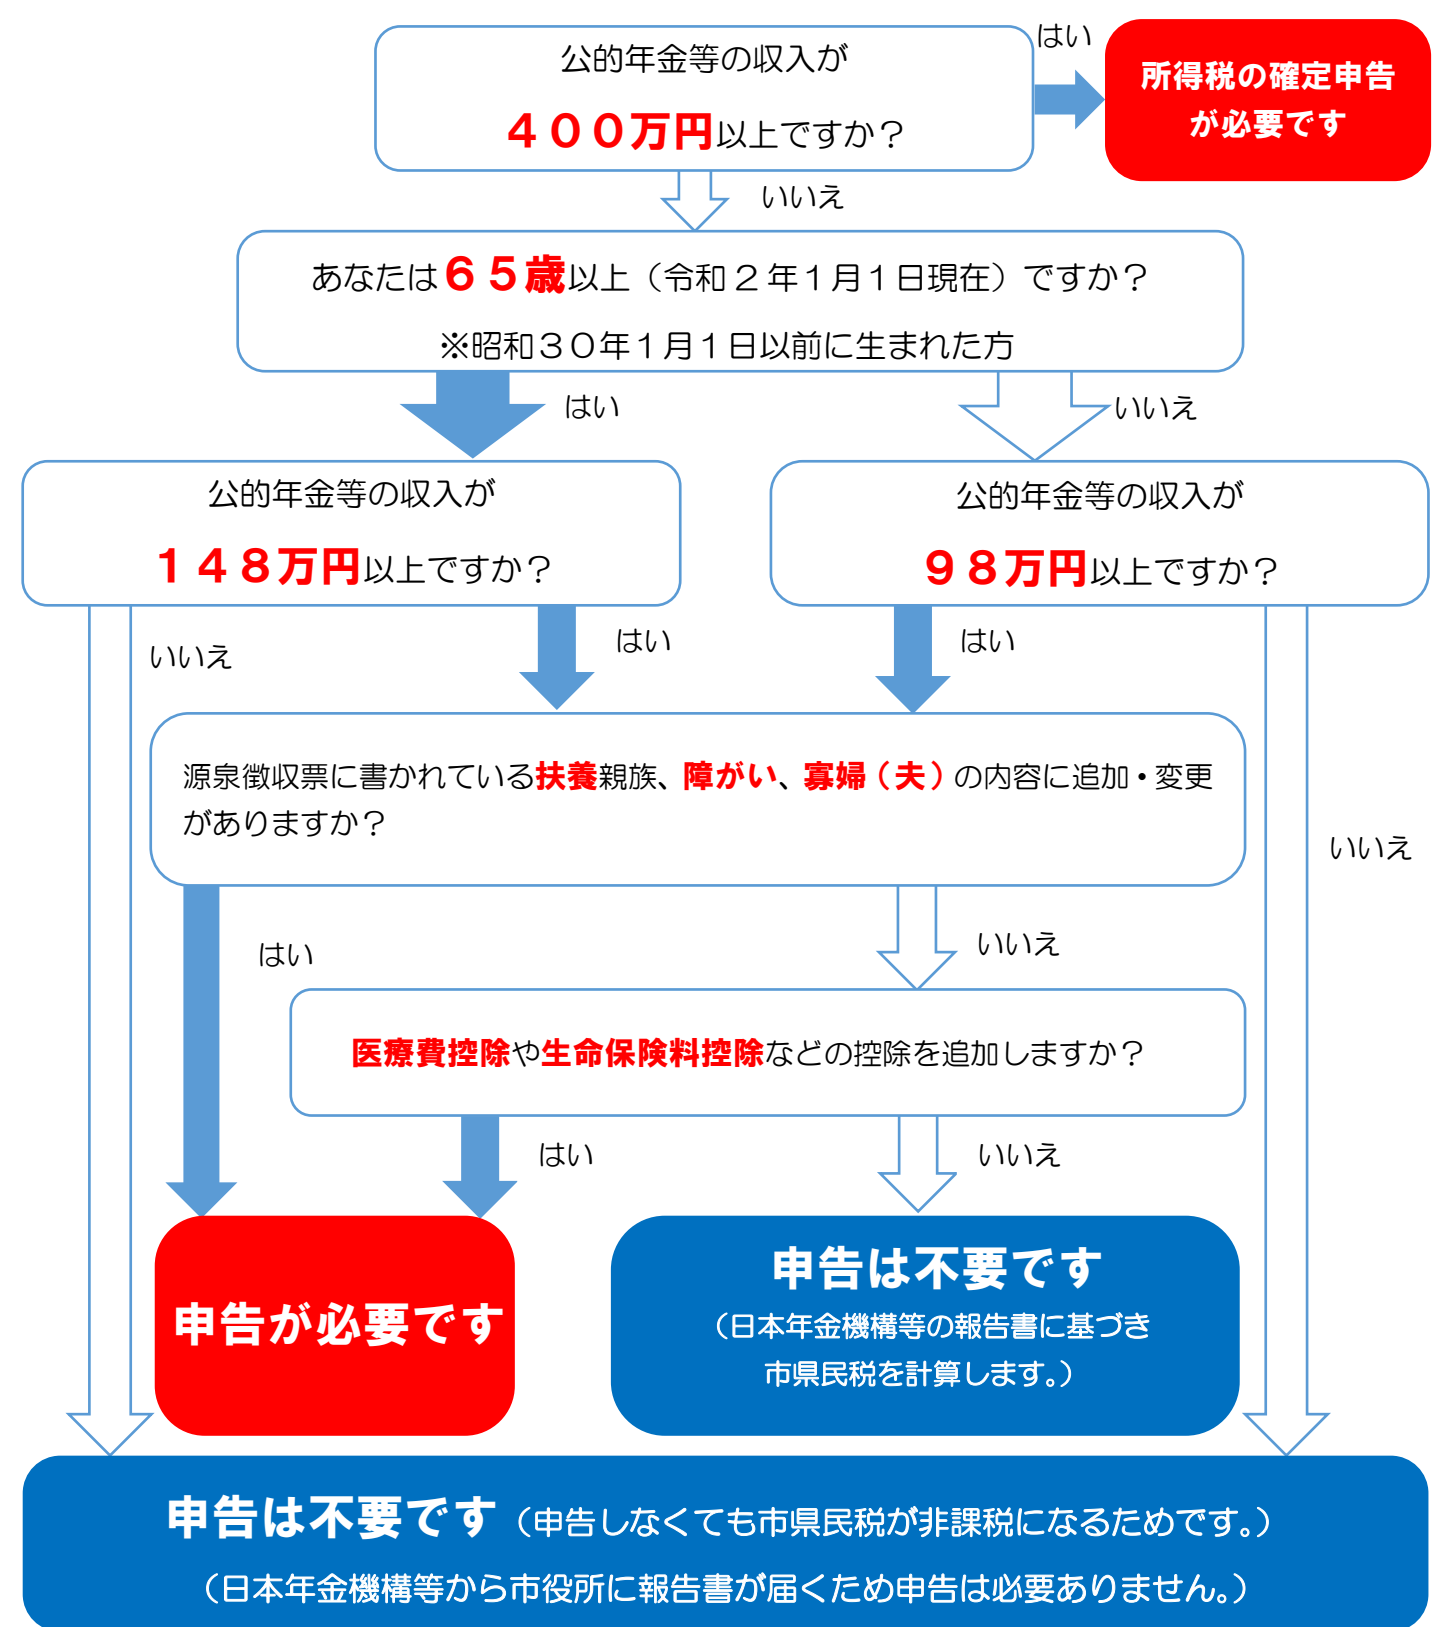 公的年金等の収入が
４００万円以上ですか？
はい
所得税の確定申告
が必要です
いいえ
あなたは６５歳以上（令和２年１月１日現在）ですか？
※昭和３０年１月１日以前に生まれた方
はい
いいえ
公的年金等の収入が
１４８万円以上ですか？
公的年金等の収入が
９８万円以上ですか？
いいえ
はい
はい
いいえ
源泉徴収票に書かれている扶養親族、障がい、寡婦（夫）の内容に追加・変更
がありますか？
はい
いいえ
医療費控除や生命保険料控除などの控除を追加しますか？
はい
いいえ
申告が必要です
申告は不要です
（日本年金機構等の報告書に基づき
市県民税を計算します。）
申告は不要です（申告しなくても市県民税が非課税になるためです。）
（日本年金機構等から市役所に報告書が届くため申告は必要ありません。）